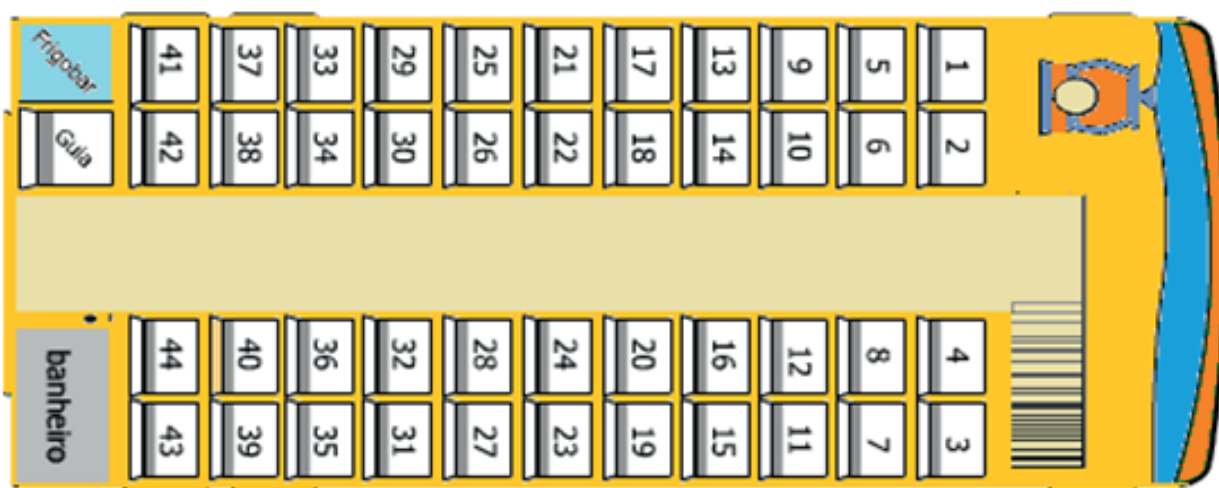 Frigobar 41 37 33 29 25 21 17 13 9 5 1
Guia 42 38 34 30 26 22 18 14 10 6 2
banheiro 44 40 36 32 28 24 20 16 12 8 4
43 39 35 31 27 23 19 15 11 7 3